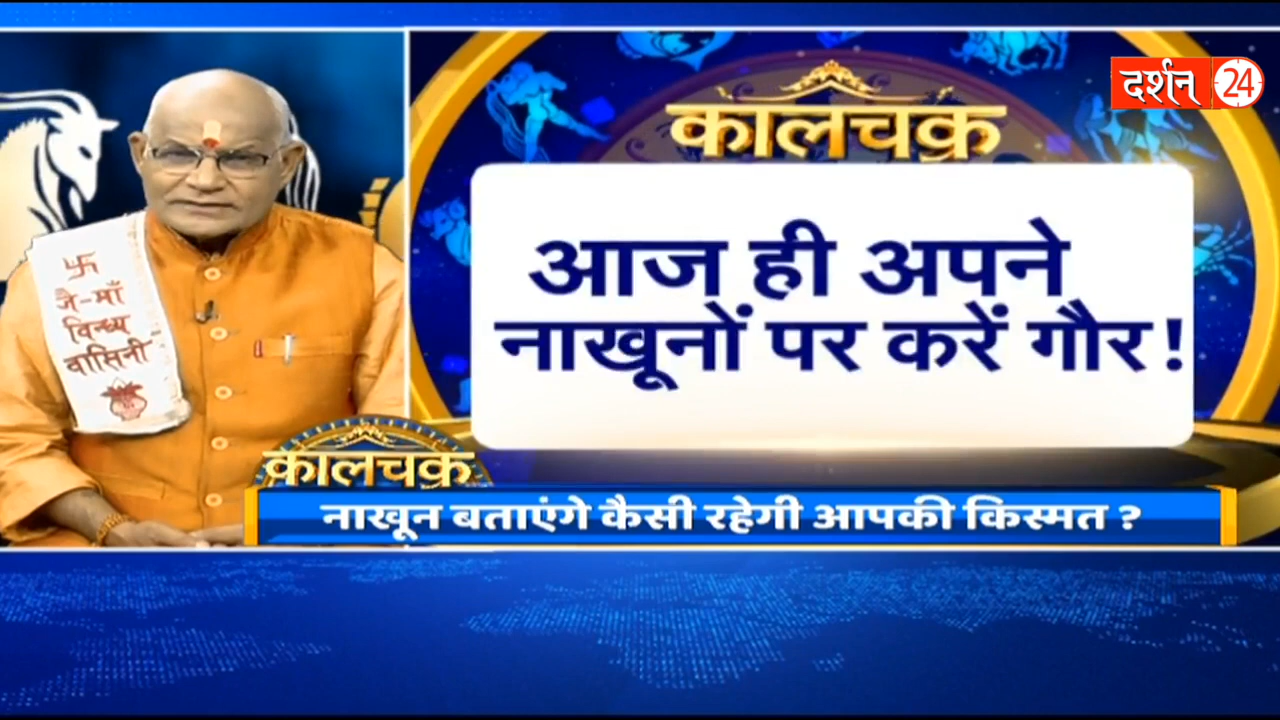 दर्शन 24
कालचक्र
आज ही अपने
नाखूनों पर करें गौर!
जै-माँ
विन्ध्य
वासिनी
कालचक्र
नाखून बताएंगे कैसी रहेगी आपकी किस्मत ?